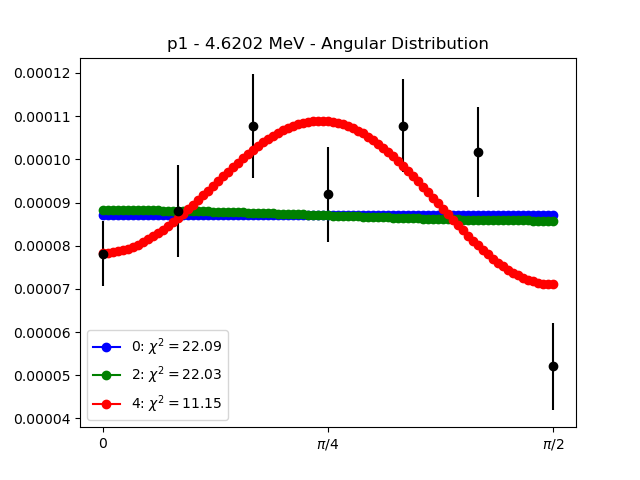 p1 - 4.6202 MeV - Angular Distribution
0.00012
0.00011
0.00010
0.00009
0.00008
0.00007
0.00006
0.00005
0.00004
0: χ² = 22.09
2: χ² = 22.03
4: χ² = 11.15
0
π/4
π/2